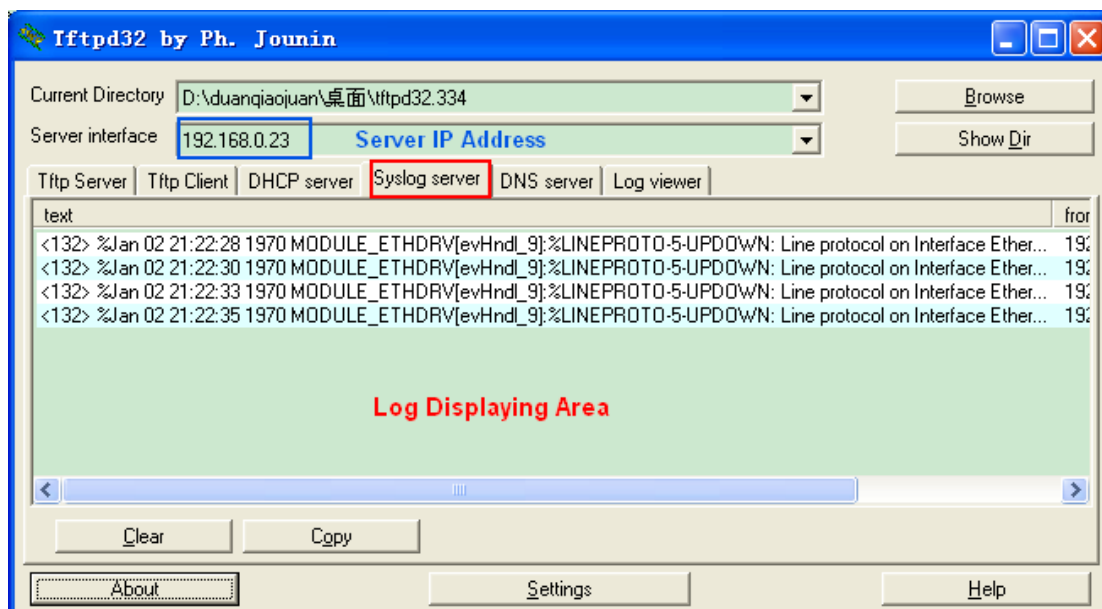 Tftpd32 by Ph. Jounin
Current Directory D:\duanqiaojuan\桌面\tftpd32.334 Browse
Server interface 192.168.0.23 Server IP Address Show Dir
Tftp Server Tftp Client DHCP server Syslog server DNS server Log viewer
text fror
<132> %Jan 02 21:22:28 1970 MODULE_ETHDRV[evHndl_9]:%LINEPROTO-5-UPDOWN: Line protocol on Interface Ether... 192
<132> %Jan 02 21:22:30 1970 MODULE_ETHDRV[evHndl_9]:%LINEPROTO-5-UPDOWN: Line protocol on Interface Ether... 192
<132> %Jan 02 21:22:33 1970 MODULE_ETHDRV[evHndl_9]:%LINEPROTO-5-UPDOWN: Line protocol on Interface Ether... 192
<132> %Jan 02 21:22:35 1970 MODULE_ETHDRV[evHndl_9]:%LINEPROTO-5-UPDOWN: Line protocol on Interface Ether... 192
Log Displaying Area
Clear Copy
About Settings Help